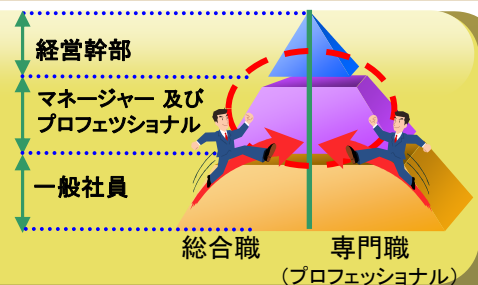 経営幹部
マネージャー 及び
プロフェツショナル
一般社員
総合職
専門職
（プロフェッショナル）